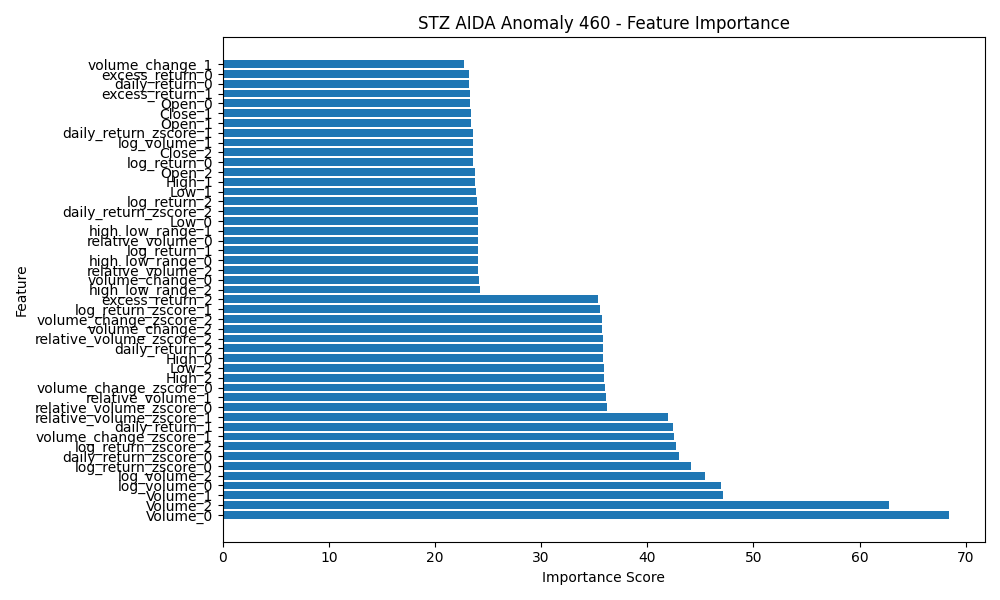 STZ AIDA Anomaly 460 - Feature Importance
volume_change_1
excess_return_0
daily_return_0
excess_return_1
Open_0
Close_1
Open_1
daily_return_zscore_1
log_volume_1
Close_2
log_return_0
Open_2
High_1
Low_1
log_return_2
daily_return_zscore_2
Low_0
high_low_range_1
relative_volume_0
log_return_1
high_low_range_0
relative_volume_2
volume_change_0
high_low_range_2
excess_return_2
log_return_zscore_1
volume_change_zscore_2
volume_change_2
relative_volume_zscore_2
daily_return_2
High_0
Low_2
High_2
volume_change_zscore_0
relative_volume_1
relative_volume_zscore_0
relative_volume_zscore_1
daily_return_1
volume_change_zscore_1
log_return_zscore_2
daily_return_zscore_0
log_return_zscore_0
log_volume_2
log_volume_0
Volume_1
Volume_2
Volume_0
Feature
0 10 20 30 40 50 60 70
Importance Score